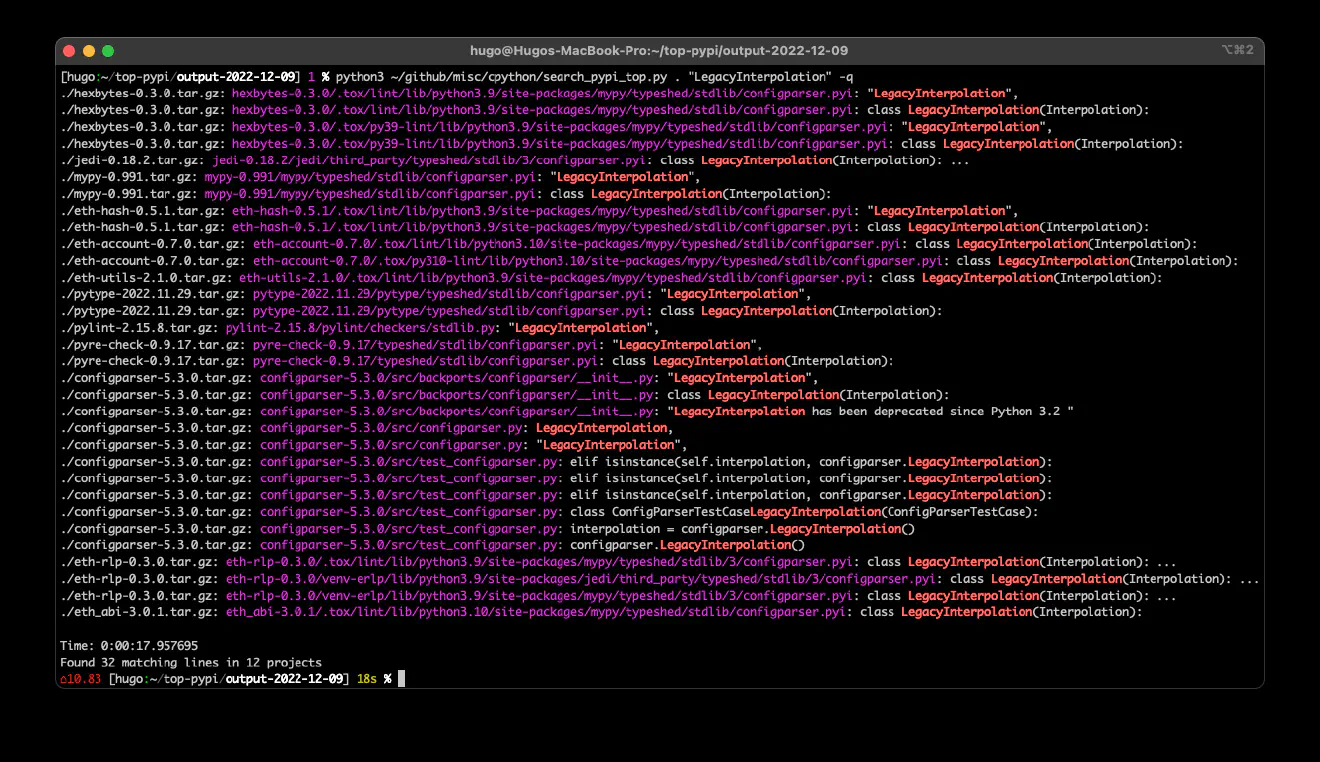 hugo@Hugos-MacBook-Pro:~/top-pypi/output-2022-12-09 ⌥⌘2
[hugo:~/top-pypi/output-2022-12-09] 1 % python3 ~/github/misc/cpython/search_pypi_top.py . "LegacyInterpolation" -q
./hexbytes-0.3.0.tar.gz: hexbytes-0.3.0/.tox/lint/lib/python3.9/site-packages/mypy/typeshed/stdlib/configparser.pyi: "LegacyInterpolation",
./hexbytes-0.3.0.tar.gz: hexbytes-0.3.0/.tox/lint/lib/python3.9/site-packages/mypy/typeshed/stdlib/configparser.pyi: class LegacyInterpolation(Interpolation):
./hexbytes-0.3.0.tar.gz: hexbytes-0.3.0/.tox/py39-lint/lib/python3.9/site-packages/mypy/typeshed/stdlib/configparser.pyi: "LegacyInterpolation",
./hexbytes-0.3.0.tar.gz: hexbytes-0.3.0/.tox/py39-lint/lib/python3.9/site-packages/mypy/typeshed/stdlib/configparser.pyi: class LegacyInterpolation(Interpolation):
./jedi-0.18.2.tar.gz: jedi-0.18.2/jedi/third_party/typeshed/stdlib/3/configparser.pyi: class LegacyInterpolation(Interpolation): ...
./mypy-0.991.tar.gz: mypy-0.991/mypy/typeshed/stdlib/configparser.pyi: "LegacyInterpolation",
./mypy-0.991.tar.gz: mypy-0.991/mypy/typeshed/stdlib/configparser.pyi: class LegacyInterpolation(Interpolation):
./eth-hash-0.5.1.tar.gz: eth-hash-0.5.1/.tox/lint/lib/python3.9/site-packages/mypy/typeshed/stdlib/configparser.pyi: "LegacyInterpolation",
./eth-hash-0.5.1.tar.gz: eth-hash-0.5.1/.tox/lint/lib/python3.9/site-packages/mypy/typeshed/stdlib/configparser.pyi: class LegacyInterpolation(Interpolation):
./eth-account-0.7.0.tar.gz: eth-account-0.7.0/.tox/lint/lib/python3.10/site-packages/mypy/typeshed/stdlib/configparser.pyi: class LegacyInterpolation(Interpolation):
./eth-account-0.7.0.tar.gz: eth-account-0.7.0/.tox/py310-lint/lib/python3.10/site-packages/mypy/typeshed/stdlib/configparser.pyi: class LegacyInterpolation(Interpolation):
./eth-utils-2.1.0.tar.gz: eth-utils-2.1.0/.tox/lint/lib/python3.9/site-packages/mypy/typeshed/stdlib/configparser.pyi: class LegacyInterpolation(Interpolation):
./pytype-2022.11.29.tar.gz: pytype-2022.11.29/pytype/typeshed/stdlib/configparser.pyi: "LegacyInterpolation",
./pytype-2022.11.29.tar.gz: pytype-2022.11.29/pytype/typeshed/stdlib/configparser.pyi: class LegacyInterpolation(Interpolation):
./pylint-2.15.8.tar.gz: pylint-2.15.8/pylint/checkers/stdlib.py: "LegacyInterpolation",
./pyre-check-0.9.17.tar.gz: pyre-check-0.9.17/typeshed/stdlib/configparser.pyi: "LegacyInterpolation",
./pyre-check-0.9.17.tar.gz: pyre-check-0.9.17/typeshed/stdlib/configparser.pyi: class LegacyInterpolation(Interpolation):
./configparser-5.3.0.tar.gz: configparser-5.3.0/src/backports/configparser/__init__.py: "LegacyInterpolation",
./configparser-5.3.0.tar.gz: configparser-5.3.0/src/backports/configparser/__init__.py: class LegacyInterpolation(Interpolation):
./configparser-5.3.0.tar.gz: configparser-5.3.0/src/backports/configparser/__init__.py: "LegacyInterpolation has been deprecated since Python 3.2 "
./configparser-5.3.0.tar.gz: configparser-5.3.0/src/configparser.py: LegacyInterpolation,
./configparser-5.3.0.tar.gz: configparser-5.3.0/src/configparser.py: "LegacyInterpolation",
./configparser-5.3.0.tar.gz: configparser-5.3.0/src/test_configparser.py: elif isinstance(self.interpolation, configparser.LegacyInterpolation):
./configparser-5.3.0.tar.gz: configparser-5.3.0/src/test_configparser.py: elif isinstance(self.interpolation, configparser.LegacyInterpolation):
./configparser-5.3.0.tar.gz: configparser-5.3.0/src/test_configparser.py: elif isinstance(self.interpolation, configparser.LegacyInterpolation):
./configparser-5.3.0.tar.gz: configparser-5.3.0/src/test_configparser.py: class ConfigParserTestCaseLegacyInterpolation(ConfigParserTestCase):
./configparser-5.3.0.tar.gz: configparser-5.3.0/src/test_configparser.py: interpolation = configparser.LegacyInterpolation()
./configparser-5.3.0.tar.gz: configparser-5.3.0/src/test_configparser.py: configparser.LegacyInterpolation()
./eth-rlp-0.3.0.tar.gz: eth-rlp-0.3.0/.tox/lint/lib/python3.9/site-packages/mypy/typeshed/stdlib/3/configparser.pyi: class LegacyInterpolation(Interpolation): ...
./eth-rlp-0.3.0.tar.gz: eth-rlp-0.3.0/venv-erlp/lib/python3.9/site-packages/jedi/third_party/typeshed/stdlib/3/configparser.pyi: class LegacyInterpolation(Interpolation): ...
./eth-rlp-0.3.0.tar.gz: eth-rlp-0.3.0/venv-erlp/lib/python3.9/site-packages/mypy/typeshed/stdlib/3/configparser.pyi: class LegacyInterpolation(Interpolation): ...
./eth_abi-3.0.1.tar.gz: eth_abi-3.0.1/.tox/lint/lib/python3.10/site-packages/mypy/typeshed/stdlib/configparser.pyi: class LegacyInterpolation(Interpolation):
Time: 0:00:17.957695
Found 32 matching lines in 12 projects
⌂10.83 [hugo:~/top-pypi/output-2022-12-09] 18s %